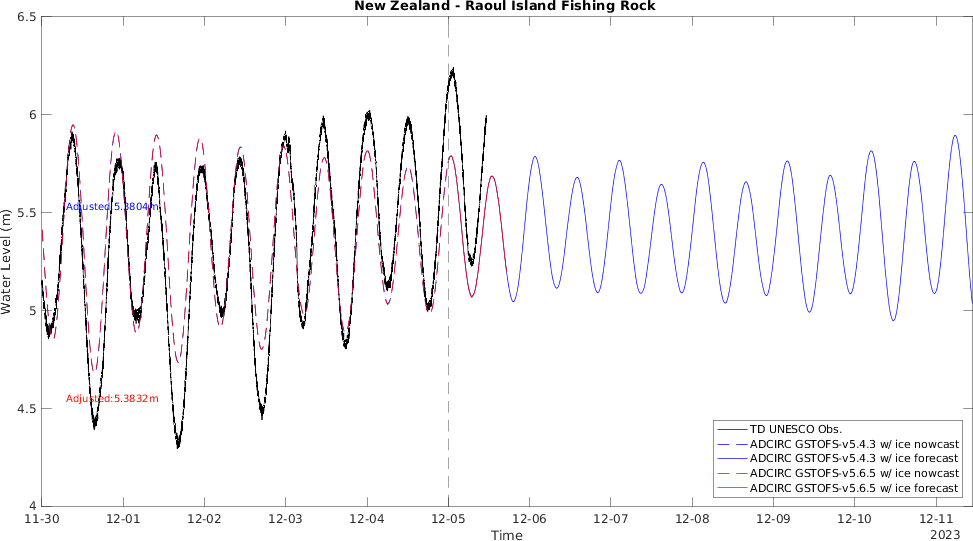 New Zealand - Raoul Island Fishing Rock
6.5
6
5.5
5
4.5
4
Water Level (m)
Adjusted:5.3804m
Adjusted:5.3832m
TD UNESCO Obs.
ADCIRC GSTOFS-v5.4.3 w/ ice nowcast
ADCIRC GSTOFS-v5.4.3 w/ ice forecast
ADCIRC GSTOFS-v5.6.5 w/ ice nowcast
ADCIRC GSTOFS-v5.6.5 w/ ice forecast
11-30 12-01 12-02 12-03 12-04 12-05 12-06 12-07 12-08 12-09 12-10 12-11
Time
2023